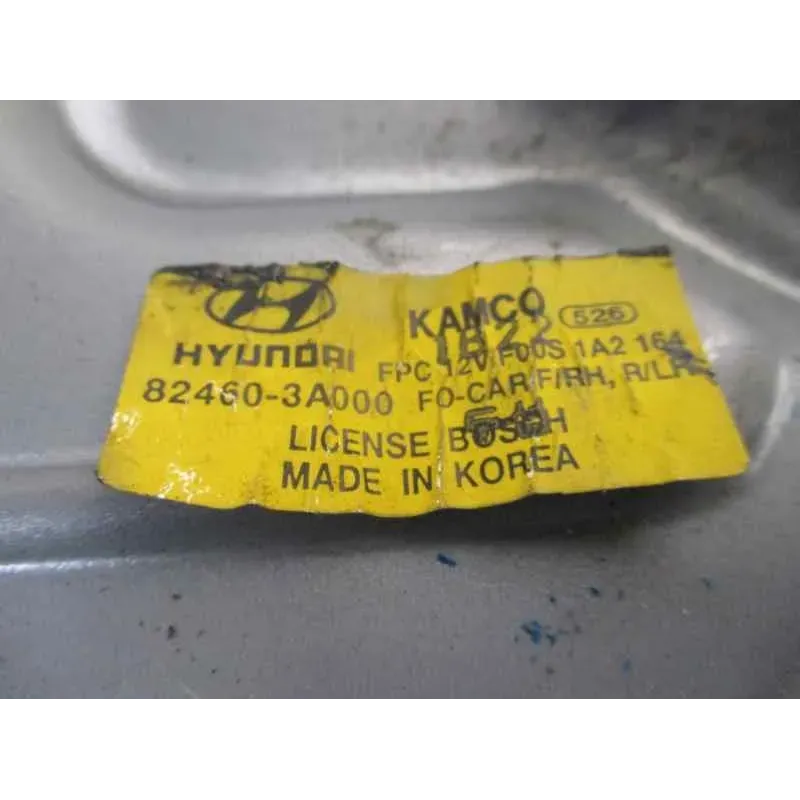 KAMCO
1B22 526
HYUNDAI FPC 12V F00S 1A2 164
82460-3A000 FO-CAR F/RH, R/LH
LICENSE BOSCH
MADE IN KOREA